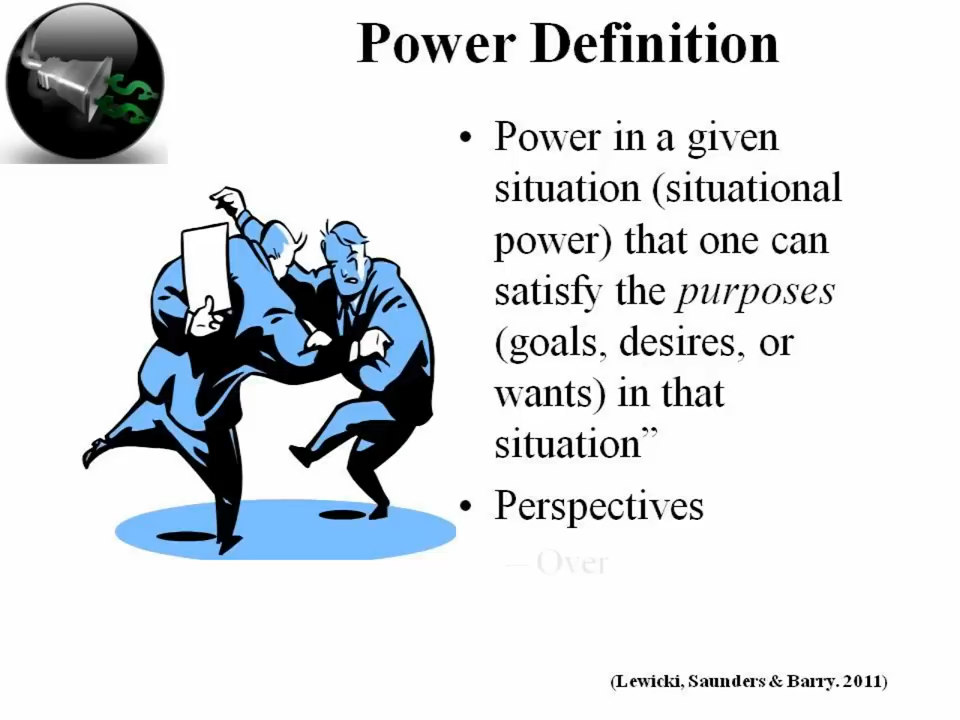 Power Definition
• Power in a given
situation (situational
power) that one can
satisfy the purposes
(goals, desires, or
wants) in that
situation”
• Perspectives
– Over
(Lewicki, Saunders & Barry. 2011)